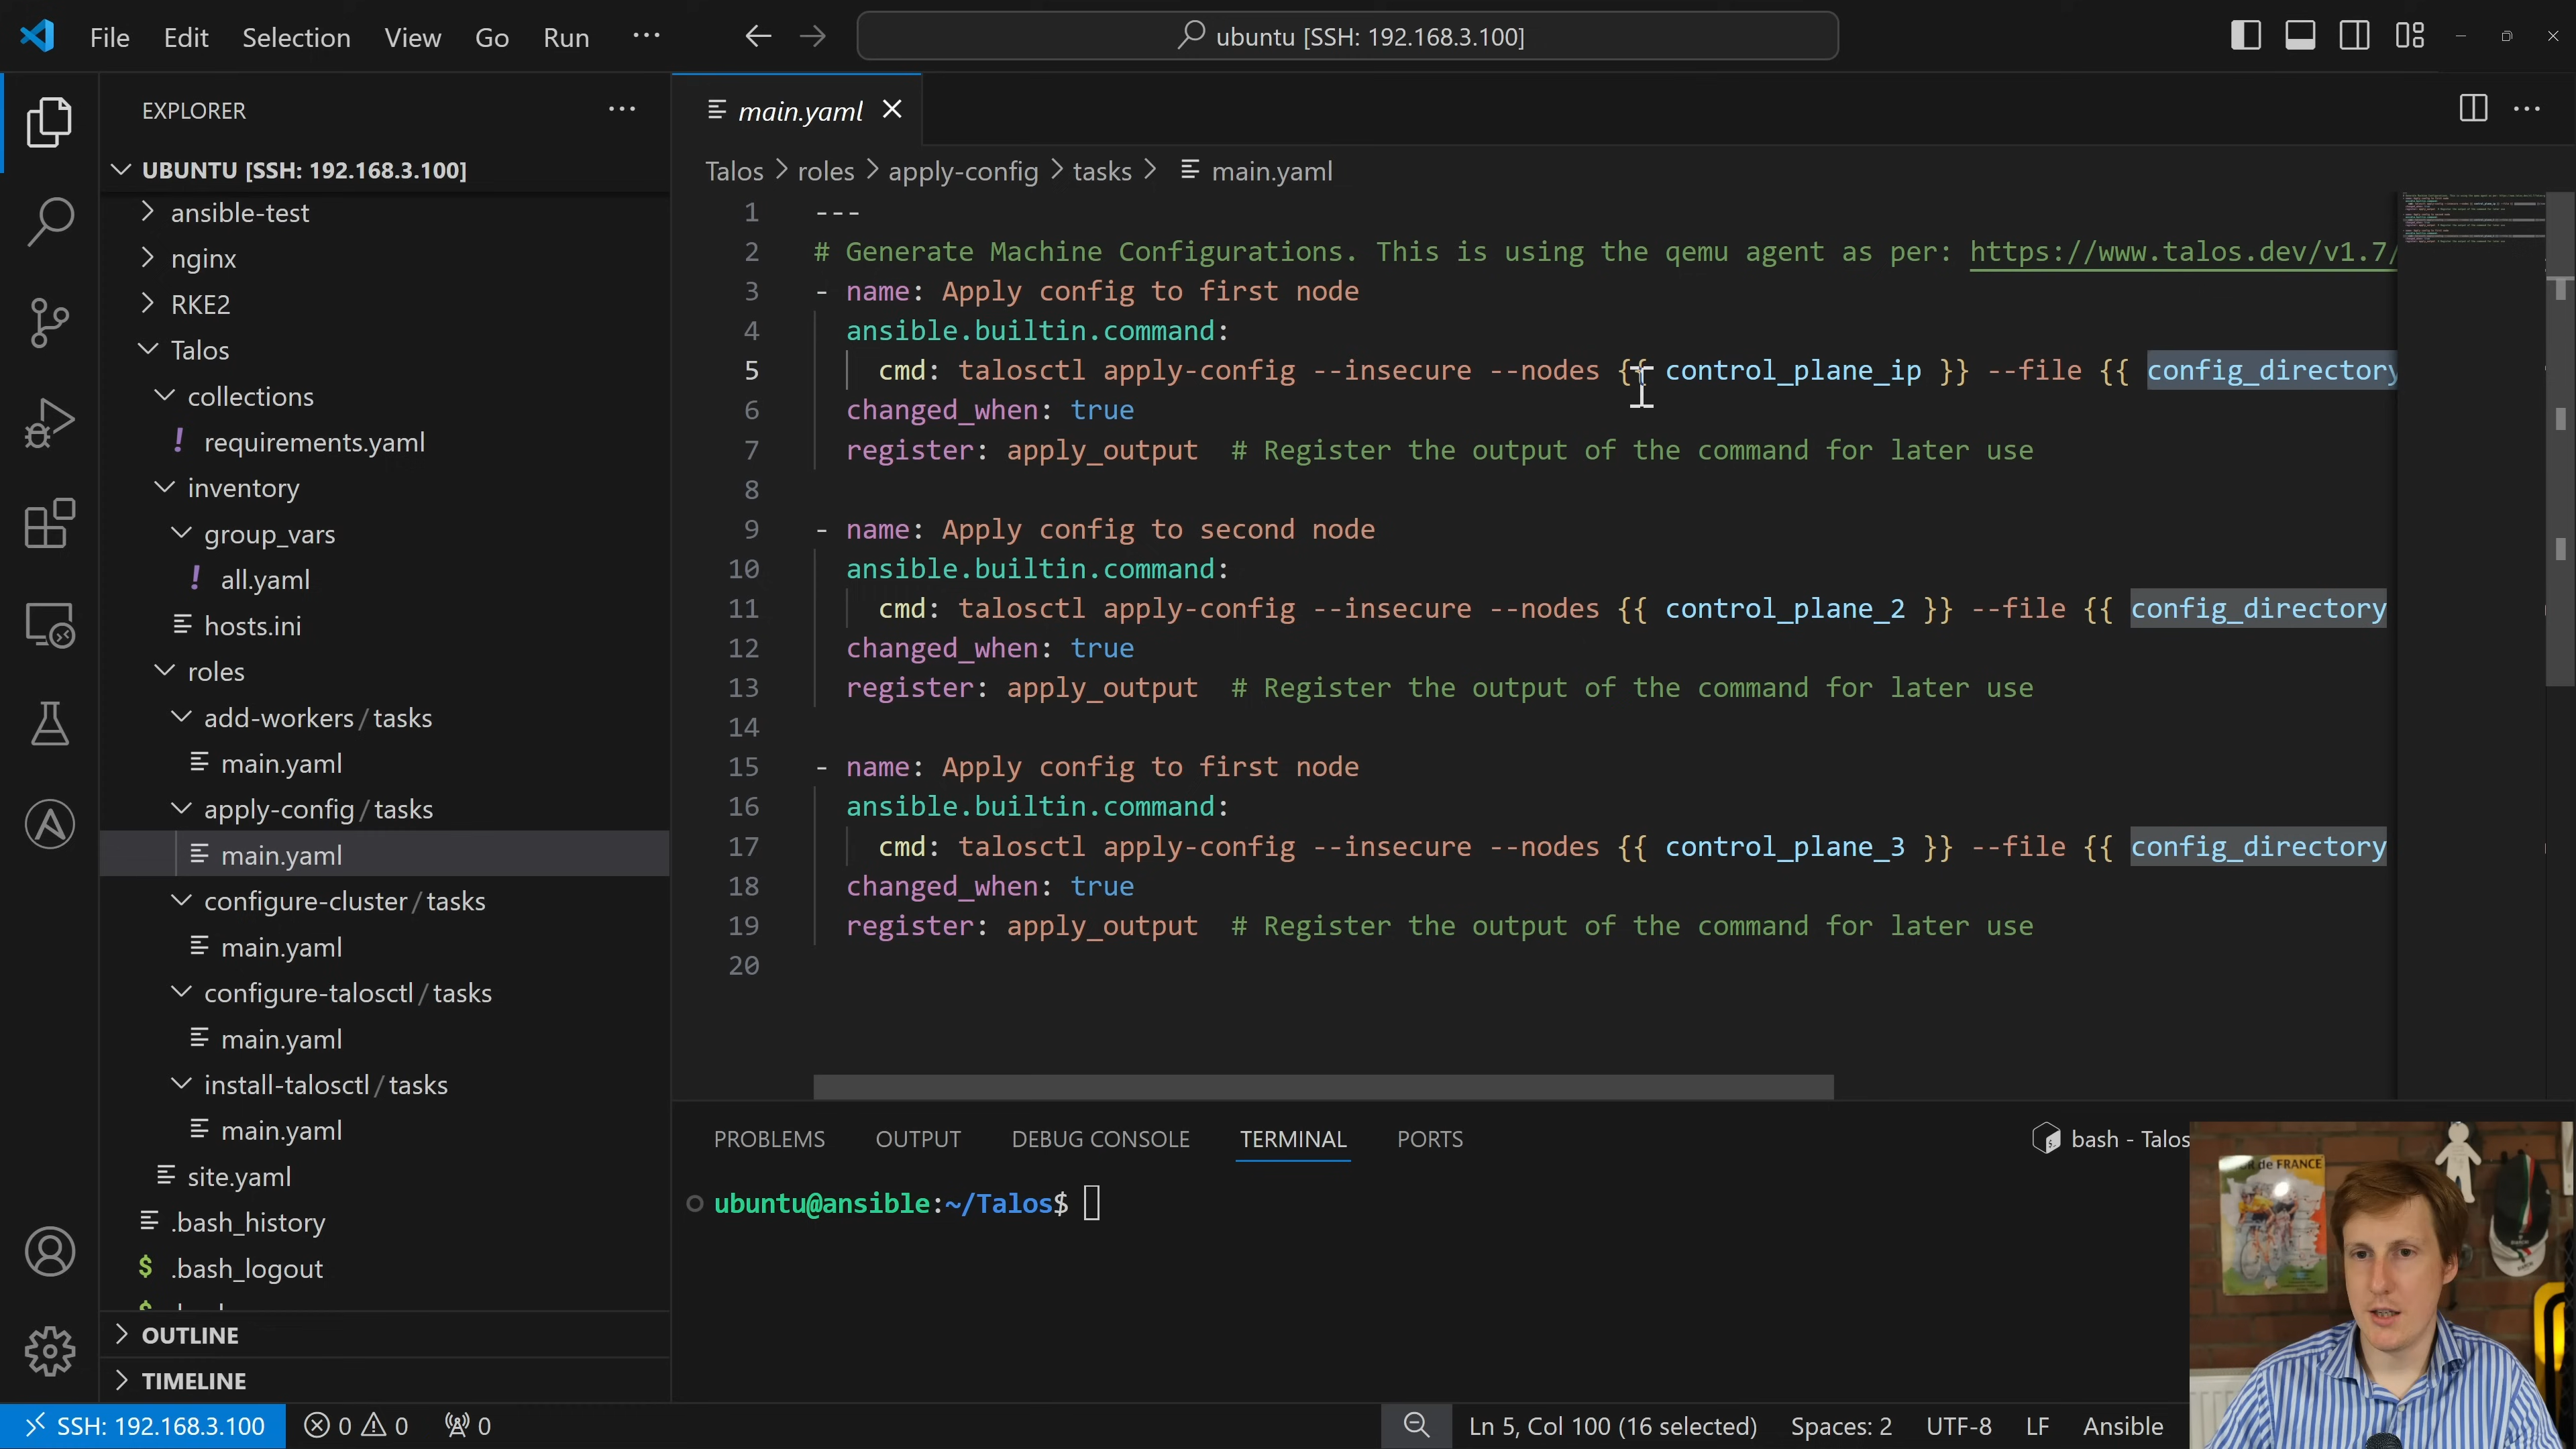 File Edit Selection View Go Run ...
ubuntu [SSH: 192.168.3.100]
EXPLORER
UBUNTU [SSH: 192.168.3.100]
ansible-test
nginx
RKE2
Talos
collections
! requirements.yaml
inventory
group_vars
! all.yaml
hosts.ini
roles
add-workers/tasks
main.yaml
apply-config/tasks
main.yaml
configure-cluster/tasks
main.yaml
configure-talosctl/tasks
main.yaml
install-talosctl/tasks
main.yaml
site.yaml
.bash_history
$ .bash_logout
OUTLINE
TIMELINE
main.yaml
Talos > roles > apply-config > tasks > main.yaml
1 ---
2 # Generate Machine Configurations. This is using the qemu agent as per: https://www.talos.dev/v1.7/
3 - name: Apply config to first node
4 ansible.builtin.command:
5 cmd: talosctl apply-config --insecure --nodes {{ control_plane_ip }} --file {{ config_directory
6 changed_when: true
7 register: apply_output # Register the output of the command for later use
8
9 - name: Apply config to second node
10 ansible.builtin.command:
11 cmd: talosctl apply-config --insecure --nodes {{ control_plane_2 }} --file {{ config_directory
12 changed_when: true
13 register: apply_output # Register the output of the command for later use
14
15 - name: Apply config to first node
16 ansible.builtin.command:
17 cmd: talosctl apply-config --insecure --nodes {{ control_plane_3 }} --file {{ config_directory
18 changed_when: true
19 register: apply_output # Register the output of the command for later use
20
PROBLEMS OUTPUT DEBUG CONSOLE TERMINAL PORTS
bash - Talos
ubuntu@ansible:~/Talos$
de FRANCE
SSH: 192.168.3.100 0 0 0
Ln 5, Col 100 (16 selected) Spaces: 2 UTF-8 LF Ansible